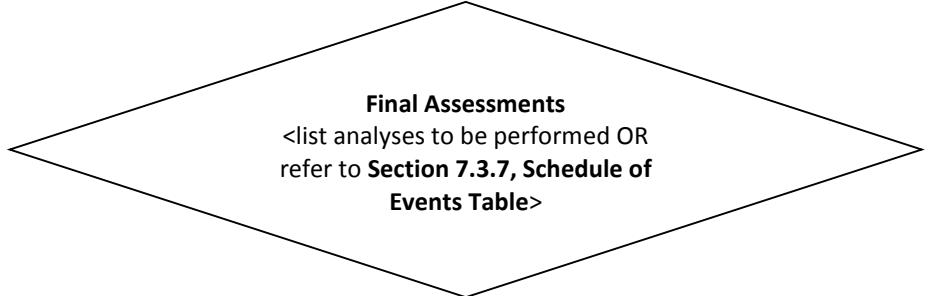 Final Assessments
<list analyses to be performed OR
refer to Section 7.3.7, Schedule of
Events Table>